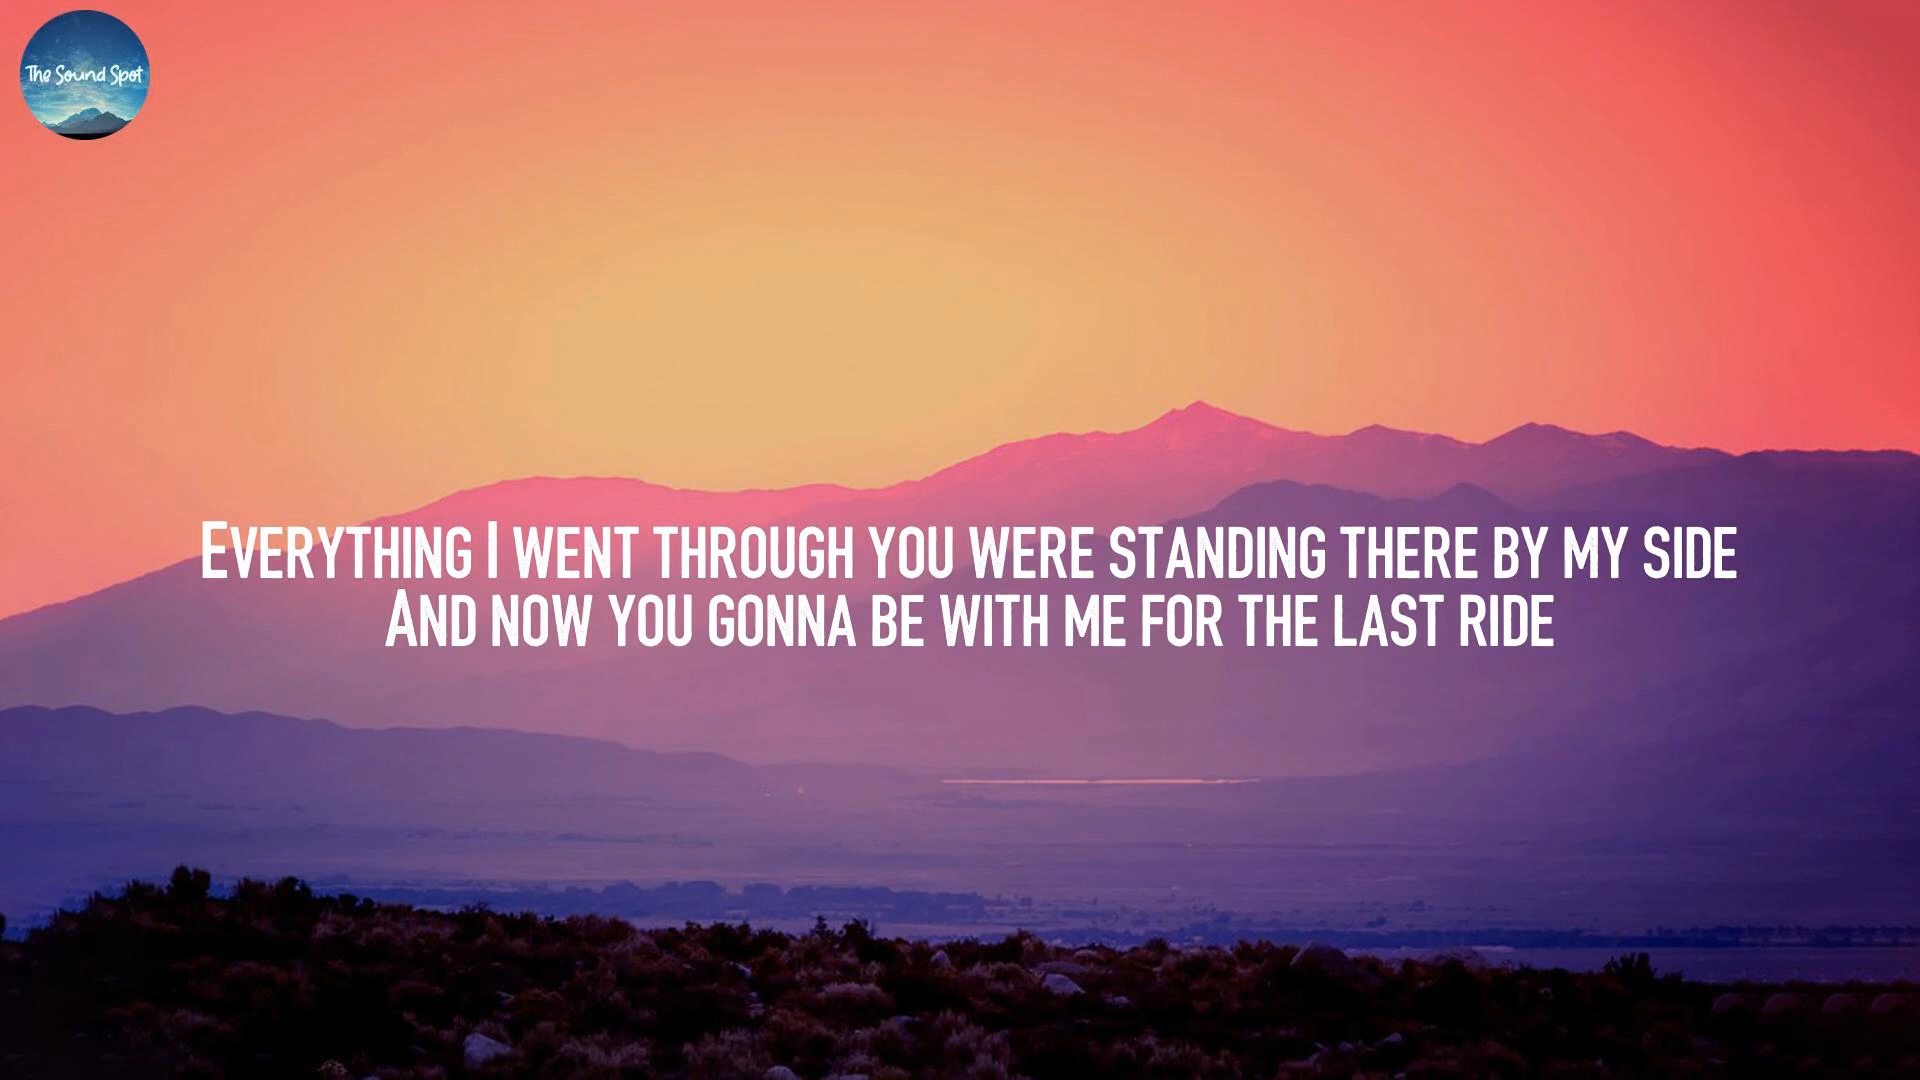 The Sound Spot
Everything I went through you were standing there by my side
And now you gonna be with me for the last ride